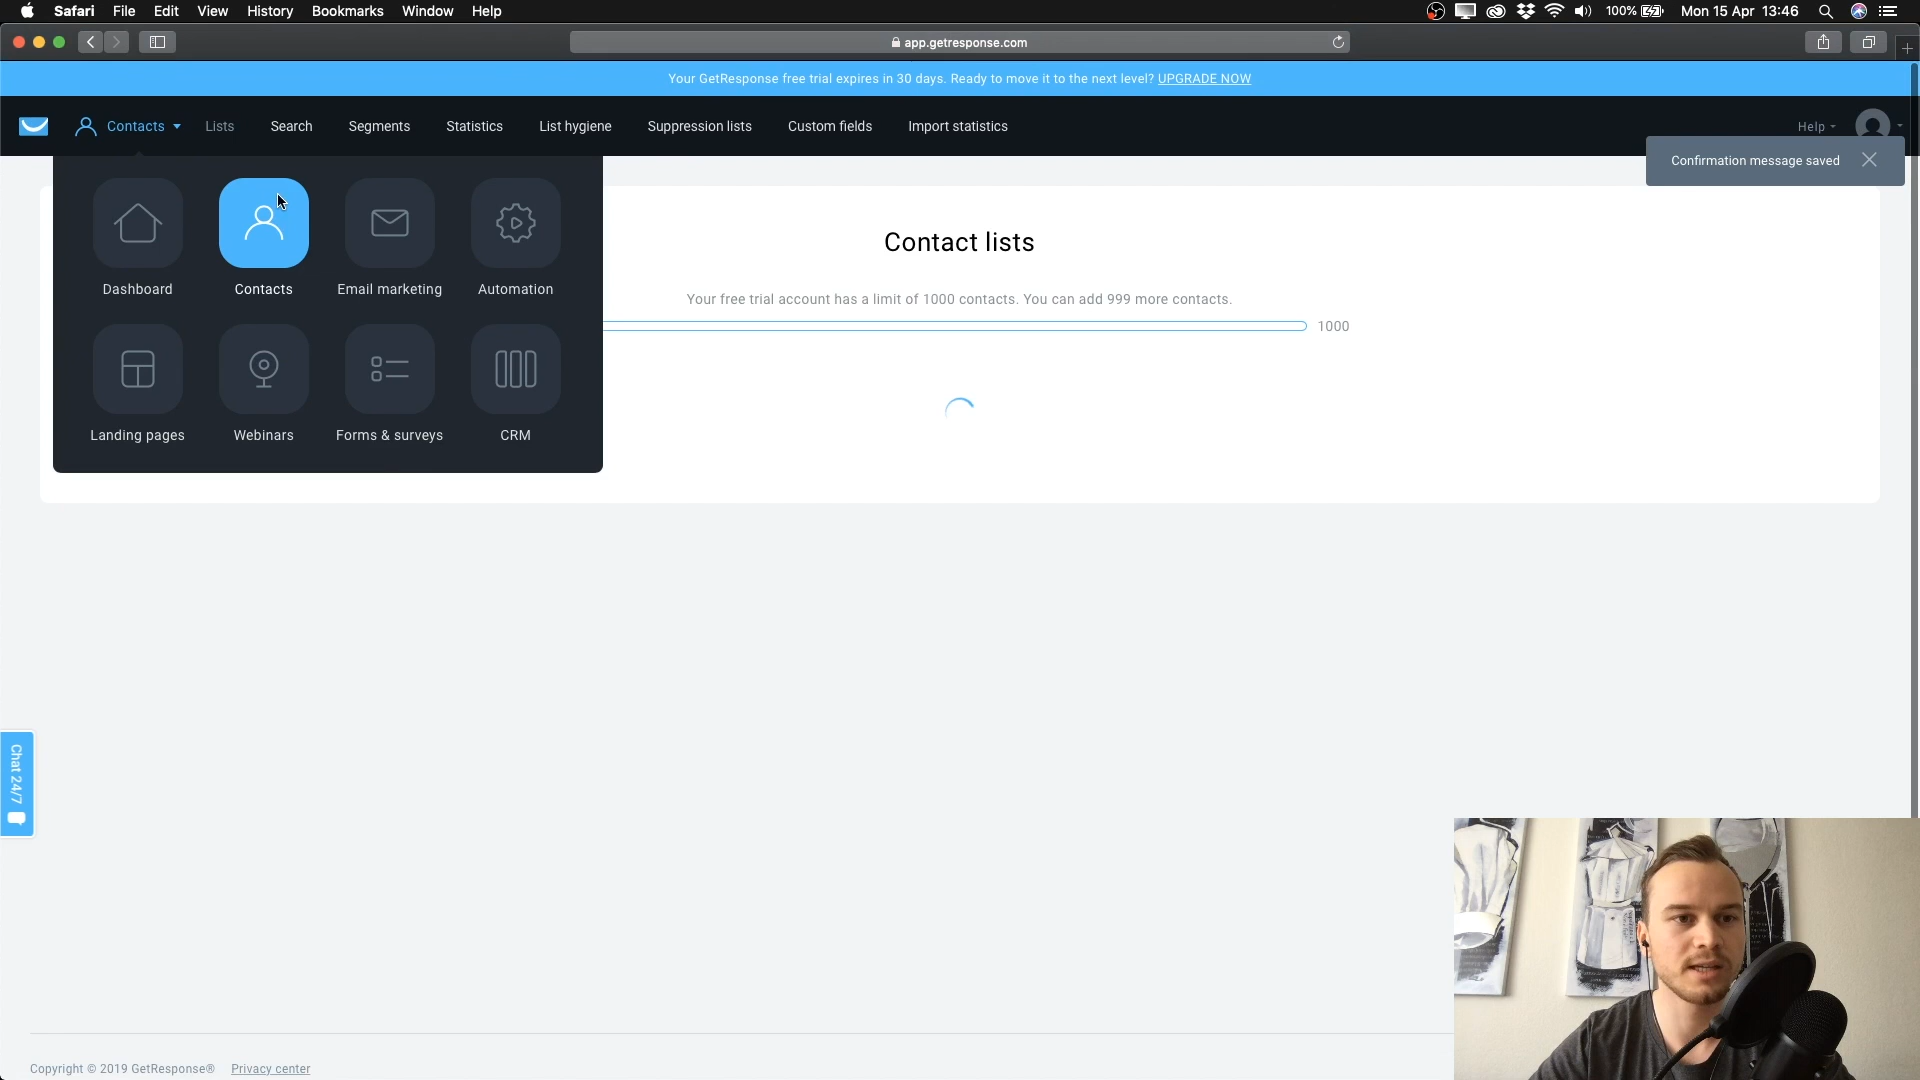 Safari File Edit View History Bookmarks Window Help
100% Mon 15 Apr 13:46
app.getresponse.com
Your GetResponse free trial expires in 30 days. Ready to move it to the next level? UPGRADE NOW
Contacts Lists Search Segments Statistics List hygiene Suppression lists Custom fields Import statistics Help
Confirmation message saved
Dashboard Contacts Email marketing Automation
Landing pages Webinars Forms & surveys CRM
Contact lists
Your free trial account has a limit of 1000 contacts. You can add 999 more contacts.
1000
Chat 24/7
Copyright © 2019 GetResponse® Privacy center